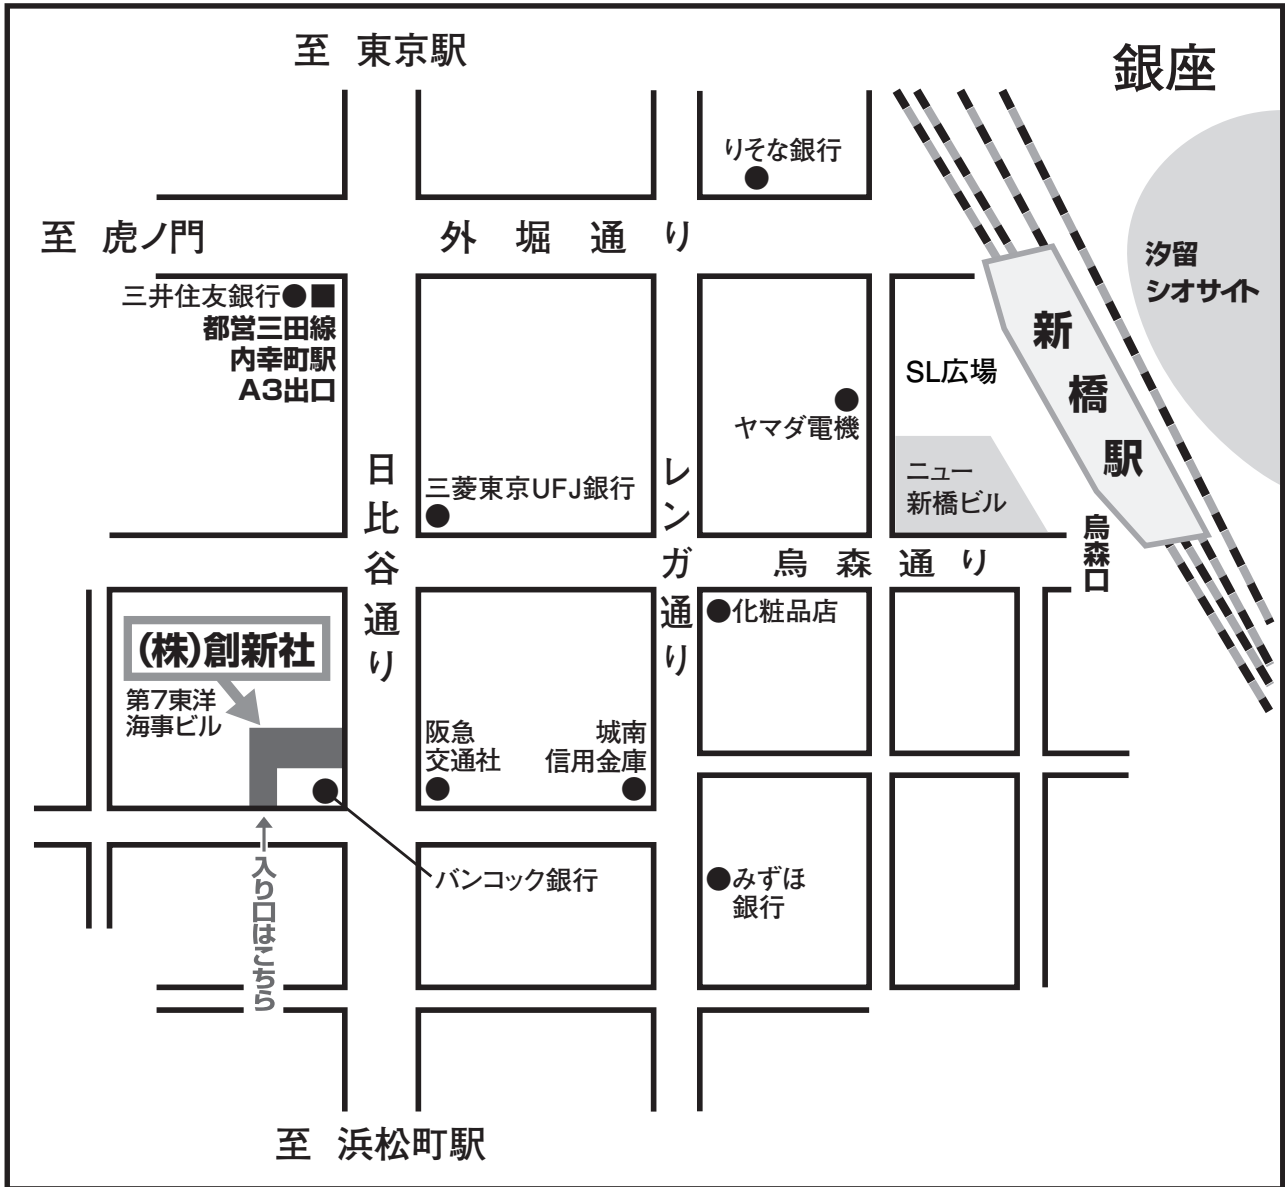 至 東京駅
銀座
りそな銀行
至 虎ノ門
外堀通り
汐留
シオサイト
三井住友銀行
都営三田線
内幸町駅
A3出口
新橋駅
SL広場
ヤマダ電機
日比谷通り
三菱東京UFJ銀行
レンガ通り
ニュー
新橋ビル
烏森口
烏森通り
化粧品店
(株)創新社
第7東洋
海事ビル
阪急
交通社
城南
信用金庫
バンコック銀行
みずほ
銀行
入り口はこちら
至 浜松町駅